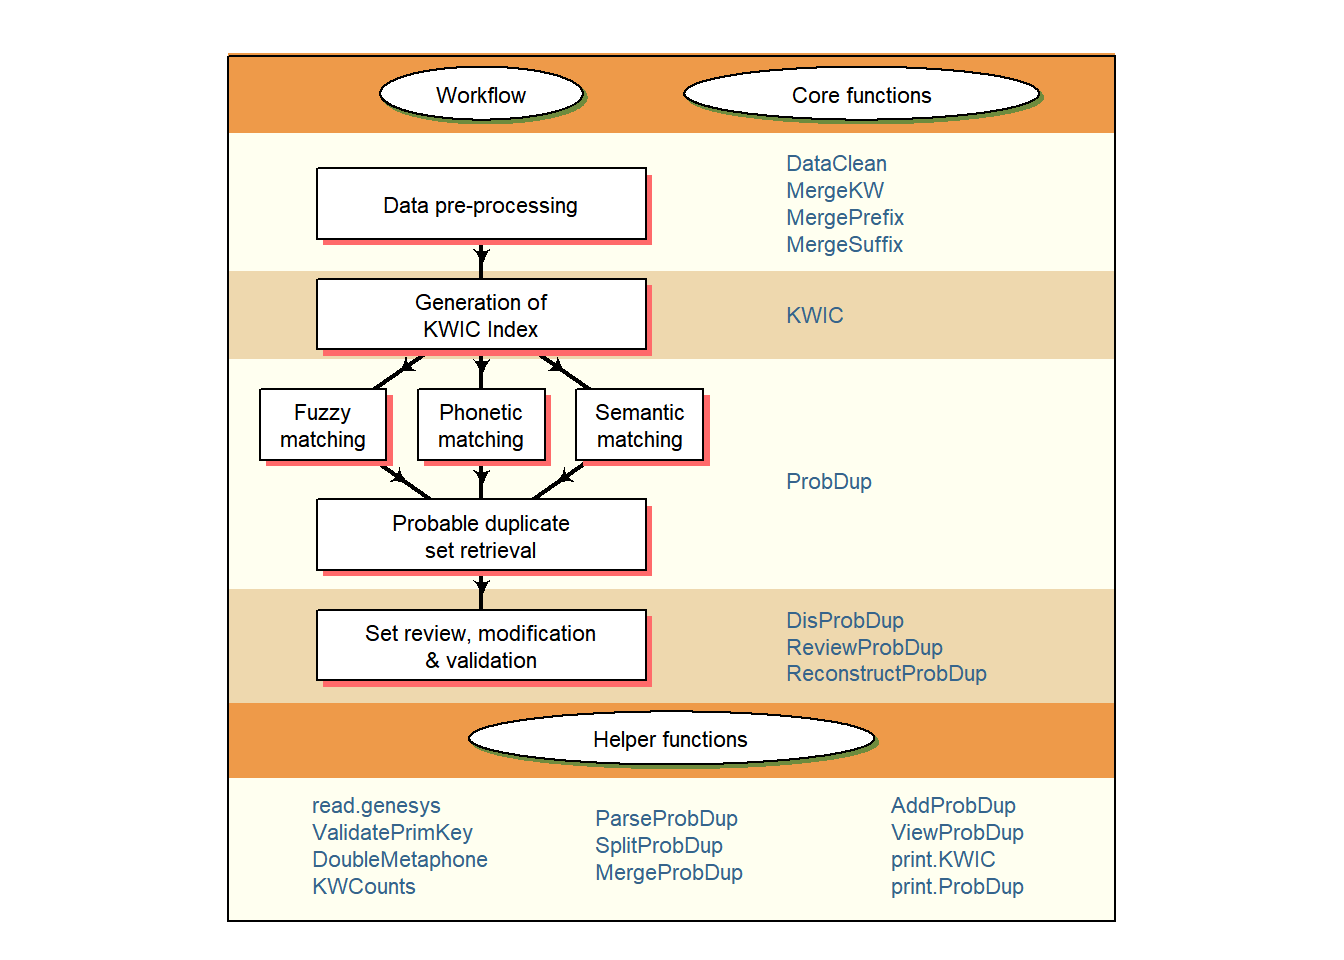 Workflow
Core functions
Data pre-processing
DataClean
MergeKW
MergePrefix
MergeSuffix
Generation of
KWIC Index
KWIC
Fuzzy
matching
Phonetic
matching
Semantic
matching
Probable duplicate
set retrieval
ProbDup
Set review, modification
& validation
DisProbDup
ReviewProbDup
ReconstructProbDup
Helper functions
read.genesys
ValidatePrimKey
DoubleMetaphone
KWCounts
ParseProbDup
SplitProbDup
MergeProbDup
AddProbDup
ViewProbDup
print.KWIC
print.ProbDup